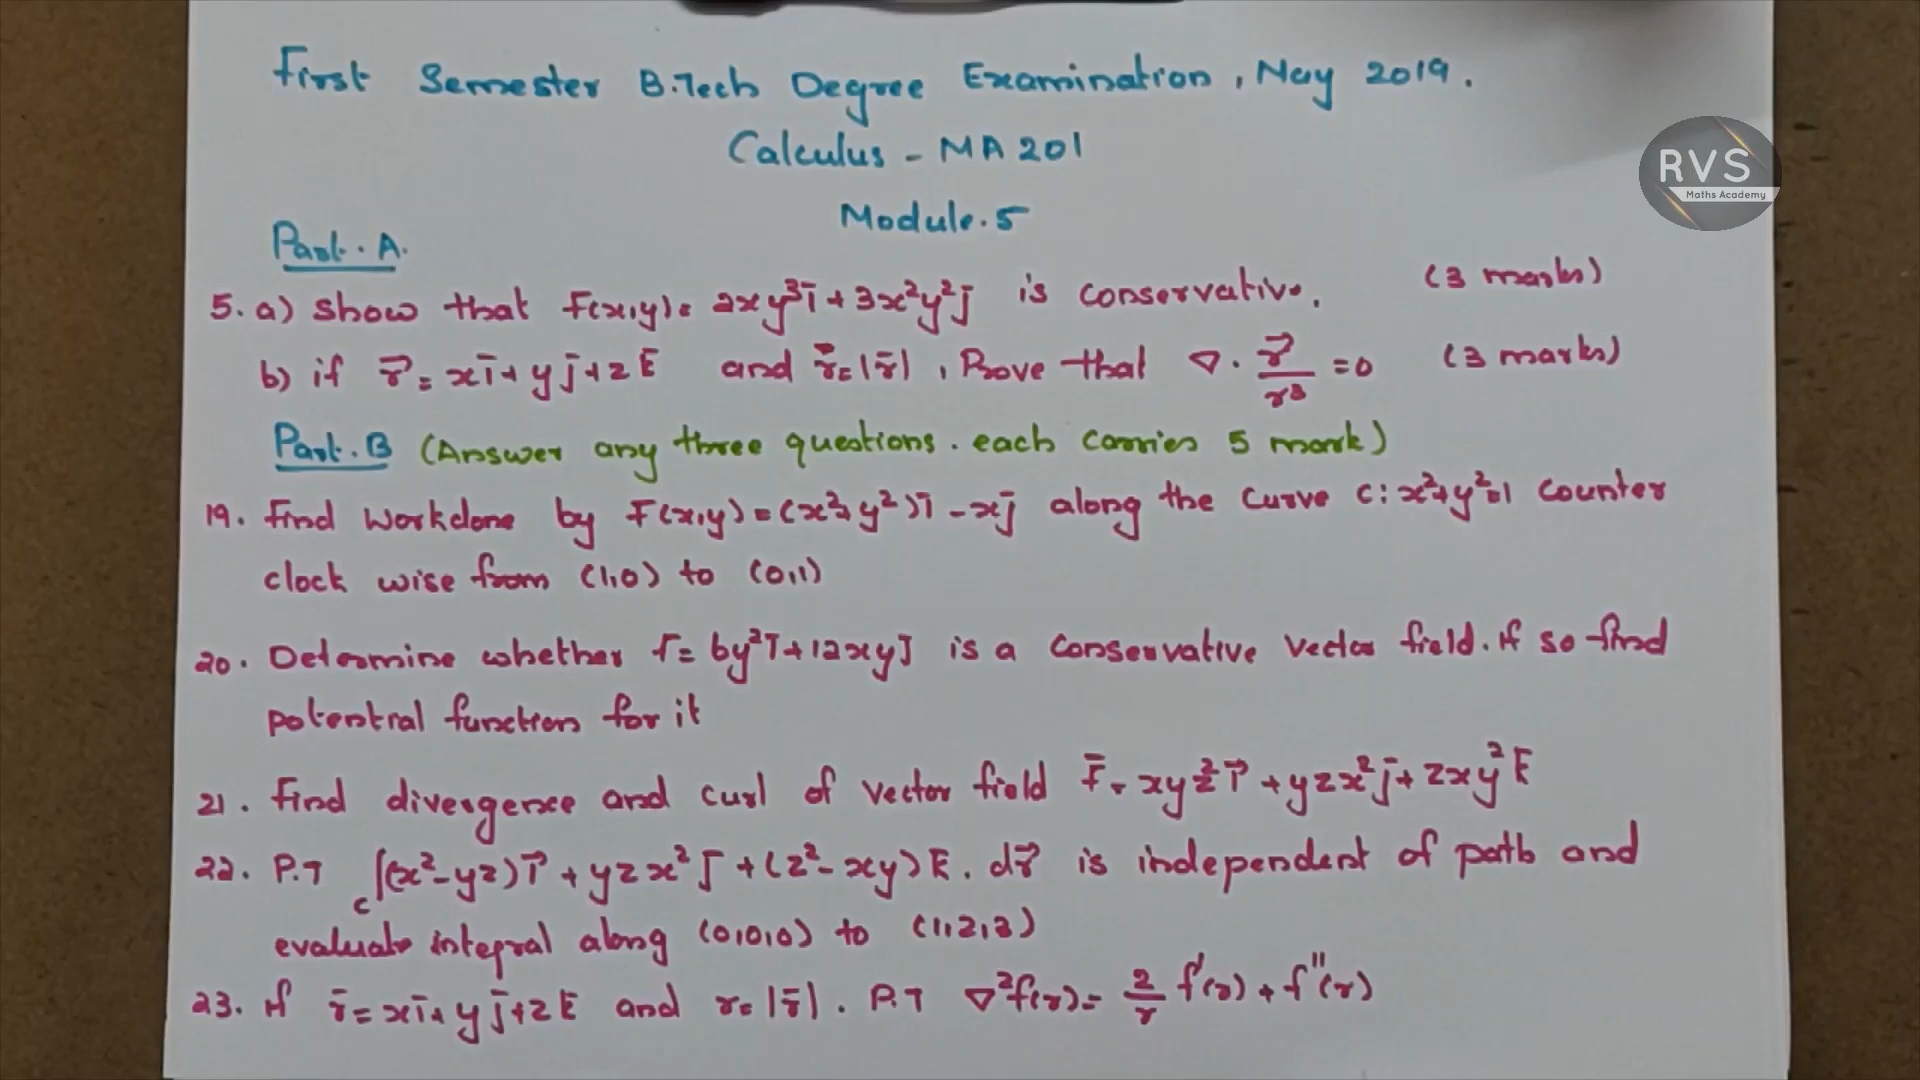 First Semester B.Tech Degree Examination, May 2019.
Calculus - MA201
RVS
Maths Academy
Module.5
Part.A.
5. a) Show that F(x,y)= 2xy³i̅ + 3x²y²j̅ is conservative. (3 marks)
b) if r⃗ = xi̅ + yj̅ + zk̅ and r⃗ = |r̅|, Prove that ∇. r⃗/r³ = 0 (3 marks)
Part.B (Answer any three questions. each carries 5 mark)
19. Find Workdone by F(x,y) = (x²+y²)i̅ - xj̅ along the curve c: x²+y²=1 counter
clock wise from (1,0) to (0,1)
20. Determine whether F = 6y²i̅ + 12xyj̅ is a conservative vector field. if so find
potential function for it
21. Find divergence and curl of vector field F̅ = xyz²i⃗ + yzx²j̅ + zxy²k̅
22. P.T ∫c (x²-yz)i⃗ + yzx²j̅ + (z²-xy)k̅. dr⃗ is independent of path and
evaluate integral along (0,0,0) to (1,2,3)
23. if r̅ = xi̅ + yj̅ + zk̅ and r = |r̅|. P.T ∇²f(r) = 2/r f'(r) + f''(r)